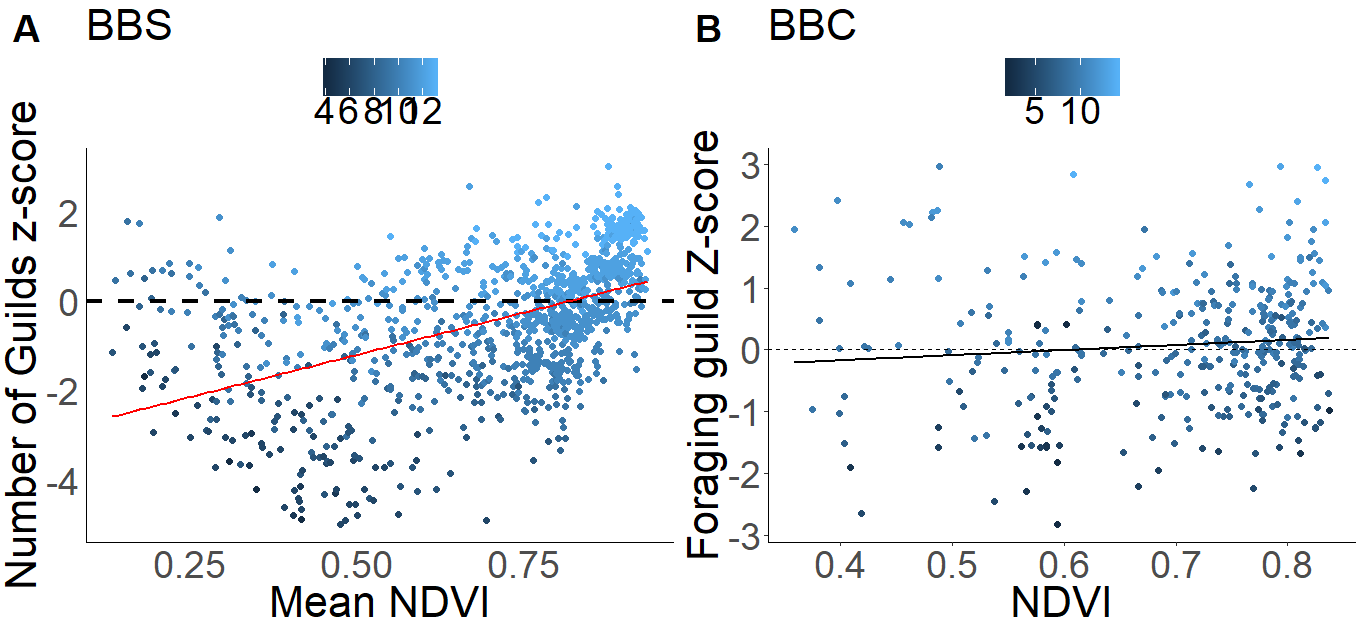 A BBS
4 6 8 10 12
Number of Guilds z-score
2
0
-2
-4
0.25 0.50 0.75
Mean NDVI
B BBC
5 10
Foraging guild Z-score
3
2
1
0
-1
-2
-3
0.4 0.5 0.6 0.7 0.8
NDVI